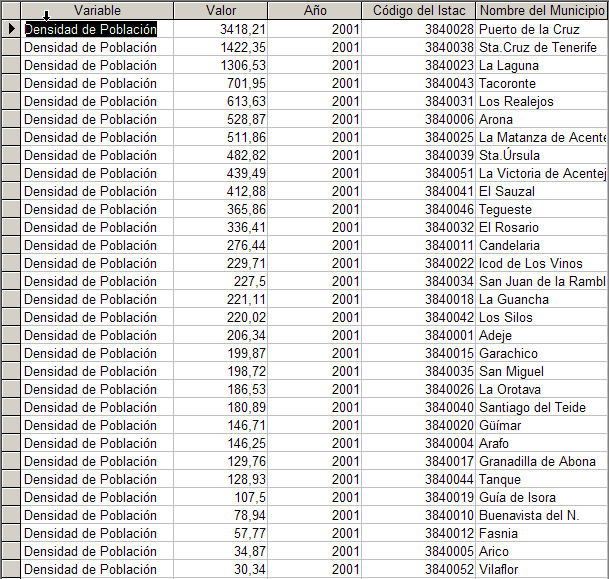 Variable Valor Año Código del Istac Nombre del Municipio
Densidad de Población 3418,21 2001 3840028 Puerto de la Cruz
Densidad de Población 1422,35 2001 3840038 Sta.Cruz de Tenerife
Densidad de Población 1306,53 2001 3840023 La Laguna
Densidad de Población 701,95 2001 3840043 Tacoronte
Densidad de Población 613,63 2001 3840031 Los Realejos
Densidad de Población 528,87 2001 3840006 Arona
Densidad de Población 511,86 2001 3840025 La Matanza de Acente
Densidad de Población 482,82 2001 3840039 Sta.Úrsula
Densidad de Población 439,49 2001 3840051 La Victoria de Acentej
Densidad de Población 412,88 2001 3840041 El Sauzal
Densidad de Población 365,86 2001 3840046 Tegueste
Densidad de Población 336,41 2001 3840032 El Rosario
Densidad de Población 276,44 2001 3840011 Candelaria
Densidad de Población 229,71 2001 3840022 Icod de Los Vinos
Densidad de Población 227,5 2001 3840034 San Juan de la Rambl
Densidad de Población 221,11 2001 3840018 La Guancha
Densidad de Población 220,02 2001 3840042 Los Silos
Densidad de Población 206,34 2001 3840001 Adeje
Densidad de Población 199,87 2001 3840015 Garachico
Densidad de Población 198,72 2001 3840035 San Miguel
Densidad de Población 186,53 2001 3840026 La Orotava
Densidad de Población 180,89 2001 3840040 Santiago del Teide
Densidad de Población 146,71 2001 3840020 Güímar
Densidad de Población 146,25 2001 3840004 Arafo
Densidad de Población 129,76 2001 3840017 Granadilla de Abona
Densidad de Población 128,93 2001 3840044 Tanque
Densidad de Población 107,5 2001 3840019 Guía de Isora
Densidad de Población 78,94 2001 3840010 Buenavista del N.
Densidad de Población 57,77 2001 3840012 Fasnia
Densidad de Población 34,87 2001 3840005 Arico
Densidad de Población 30,34 2001 3840052 Vilaflor